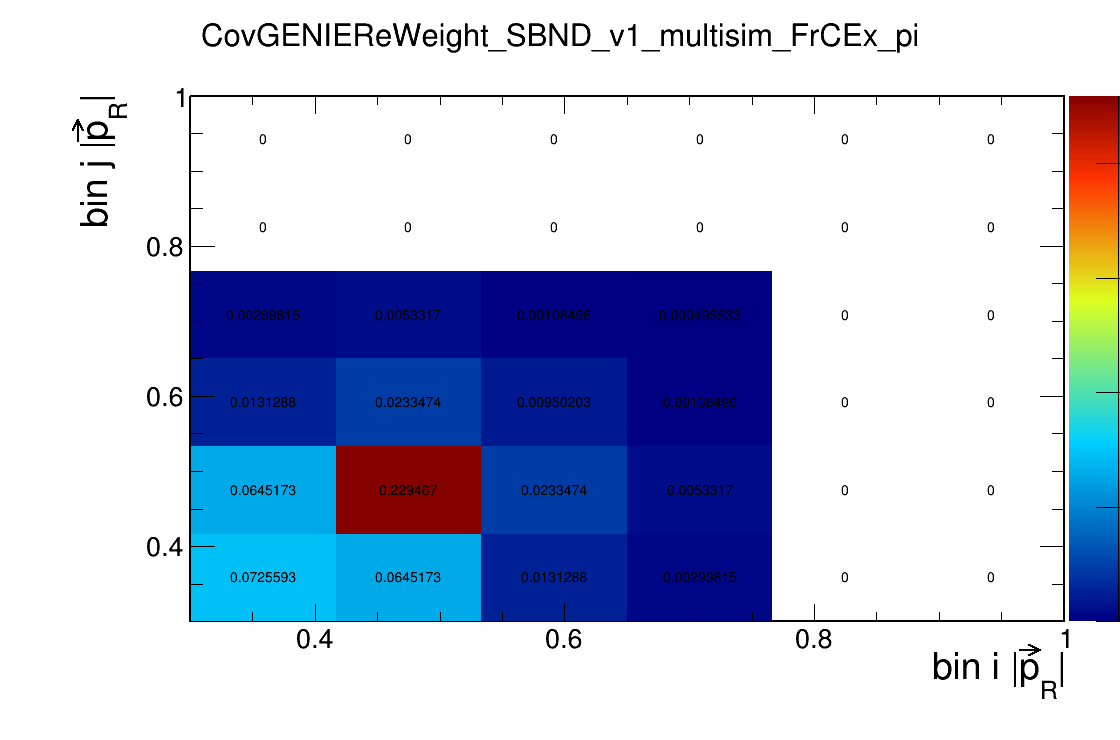 CovGENIEReWeight_SBND_v1_multisim_FrCEx_pi
bin j |p⃗_R|
1
0 0 0 0 0 0
0 0 0 0 0 0
0.8
0.00299815 0.0053317 0.00108496 0.000495533 0 0
0.6
0.0131288 0.0233474 0.00950203 0.00108496 0 0
0.0645173 0.229467 0.0233474 0.0053317 0 0
0.4
0.0725593 0.0645173 0.0131288 0.00299815 0 0
0.4 0.6 0.8 1
bin i |p⃗_R|